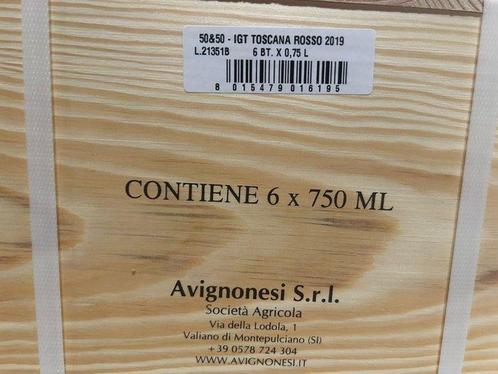 50&50 - IGT TOSCANA ROSSO 2019
L.21351B 6 BT. X 0,75 L
8 015479 016195
CONTIENE 6 x 750 ML
Avignonesi S.r.l.
Società Agricola
Via della Lodola, 1
Valiano di Montepulciano (SI)
+39 0578 724 304
WWW.AVIGNONESI.IT